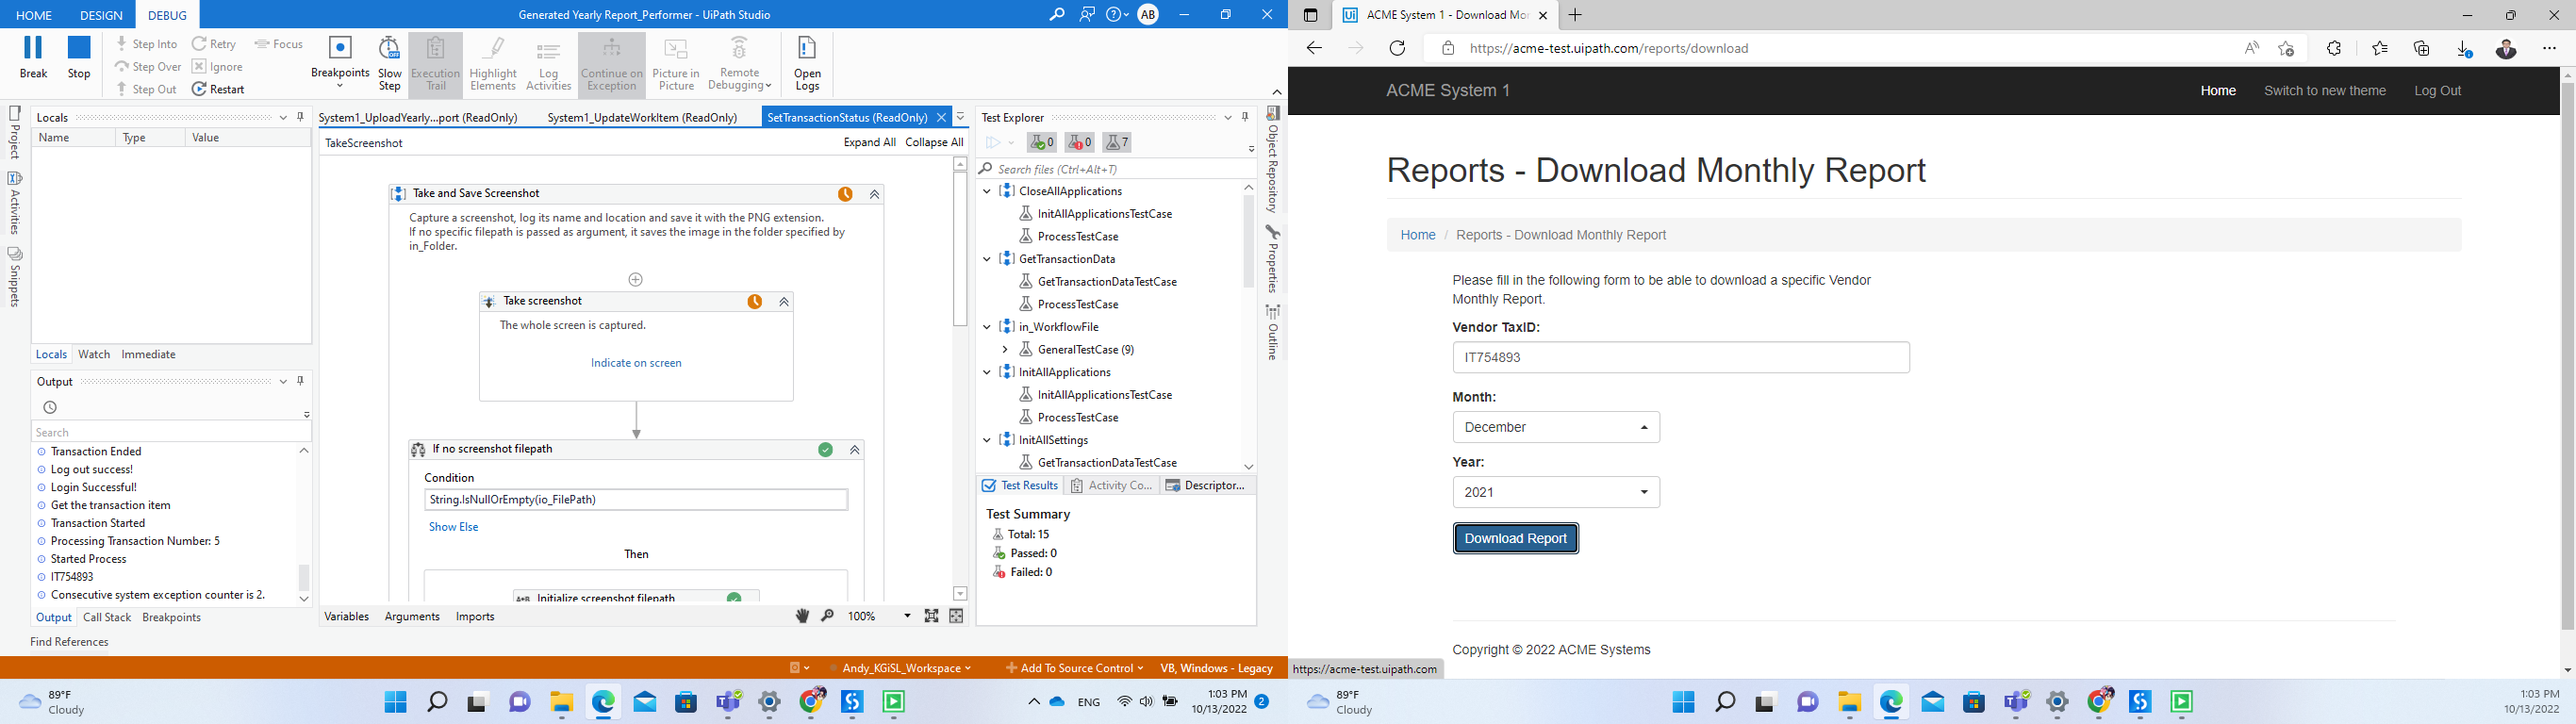 HOME DESIGN DEBUG
Generated Yearly Report_Performer - UiPath Studio
AB
Break
Stop
Step Into
Step Over
Step Out
Retry
Ignore
Restart
Focus
Breakpoints
Slow
Step
Execution
Trail
Highlight
Elements
Log
Activities
Continue on
Exception
Picture in
Picture
Remote
Debugging
Open
Logs
Project
Activities
Snippets
Locals
Name Type Value
Locals Watch Immediate
Output
Search
Transaction Ended
Log out success!
Login Successful!
Get the transaction item
Transaction Started
Processing Transaction Number: 5
Started Process
IT754893
Consecutive system exception counter is 2.
Output Call Stack Breakpoints
Find References
System1_UploadYearly...port (ReadOnly) System1_UpdateWorkItem (ReadOnly) SetTransactionStatus (ReadOnly)
TakeScreenshot Expand All Collapse All
Take and Save Screenshot
Capture a screenshot, log its name and location and save it with the PNG extension.
If no specific filepath is passed as argument, it saves the image in the folder specified by
in_Folder.
Take screenshot
The whole screen is captured.
Indicate on screen
If no screenshot filepath
Condition
String.IsNullOrEmpty(io_FilePath)
Show Else
Then
A+B Initialize screenshot filepath
Variables Arguments Imports 100%
Test Explorer
0 0 7
Search files (Ctrl+Alt+T)
CloseAllApplications
InitAllApplicationsTestCase
ProcessTestCase
GetTransactionData
GetTransactionDataTestCase
ProcessTestCase
in_WorkflowFile
GeneralTestCase (9)
InitAllApplications
InitAllApplicationsTestCase
ProcessTestCase
InitAllSettings
GetTransactionDataTestCase
Test Results Activity Co... Descriptor...
Test Summary
Total: 15
Passed: 0
Failed: 0
Object Repository
Properties
Outline
Andy_KGiSL_Workspace Add To Source Control VB, Windows - Legacy
89°F
Cloudy
ENG
1:03 PM
10/13/2022
2
Ui ACME System 1 - Download Mor
https://acme-test.uipath.com/reports/download
ACME System 1 Home Switch to new theme Log Out
Reports - Download Monthly Report
Home / Reports - Download Monthly Report
Please fill in the following form to be able to download a specific Vendor
Monthly Report.
Vendor TaxID:
IT754893
Month:
December
Year:
2021
Download Report
Copyright © 2022 ACME Systems
https://acme-test.uipath.com
89°F
Cloudy
1:03 PM
10/13/2022